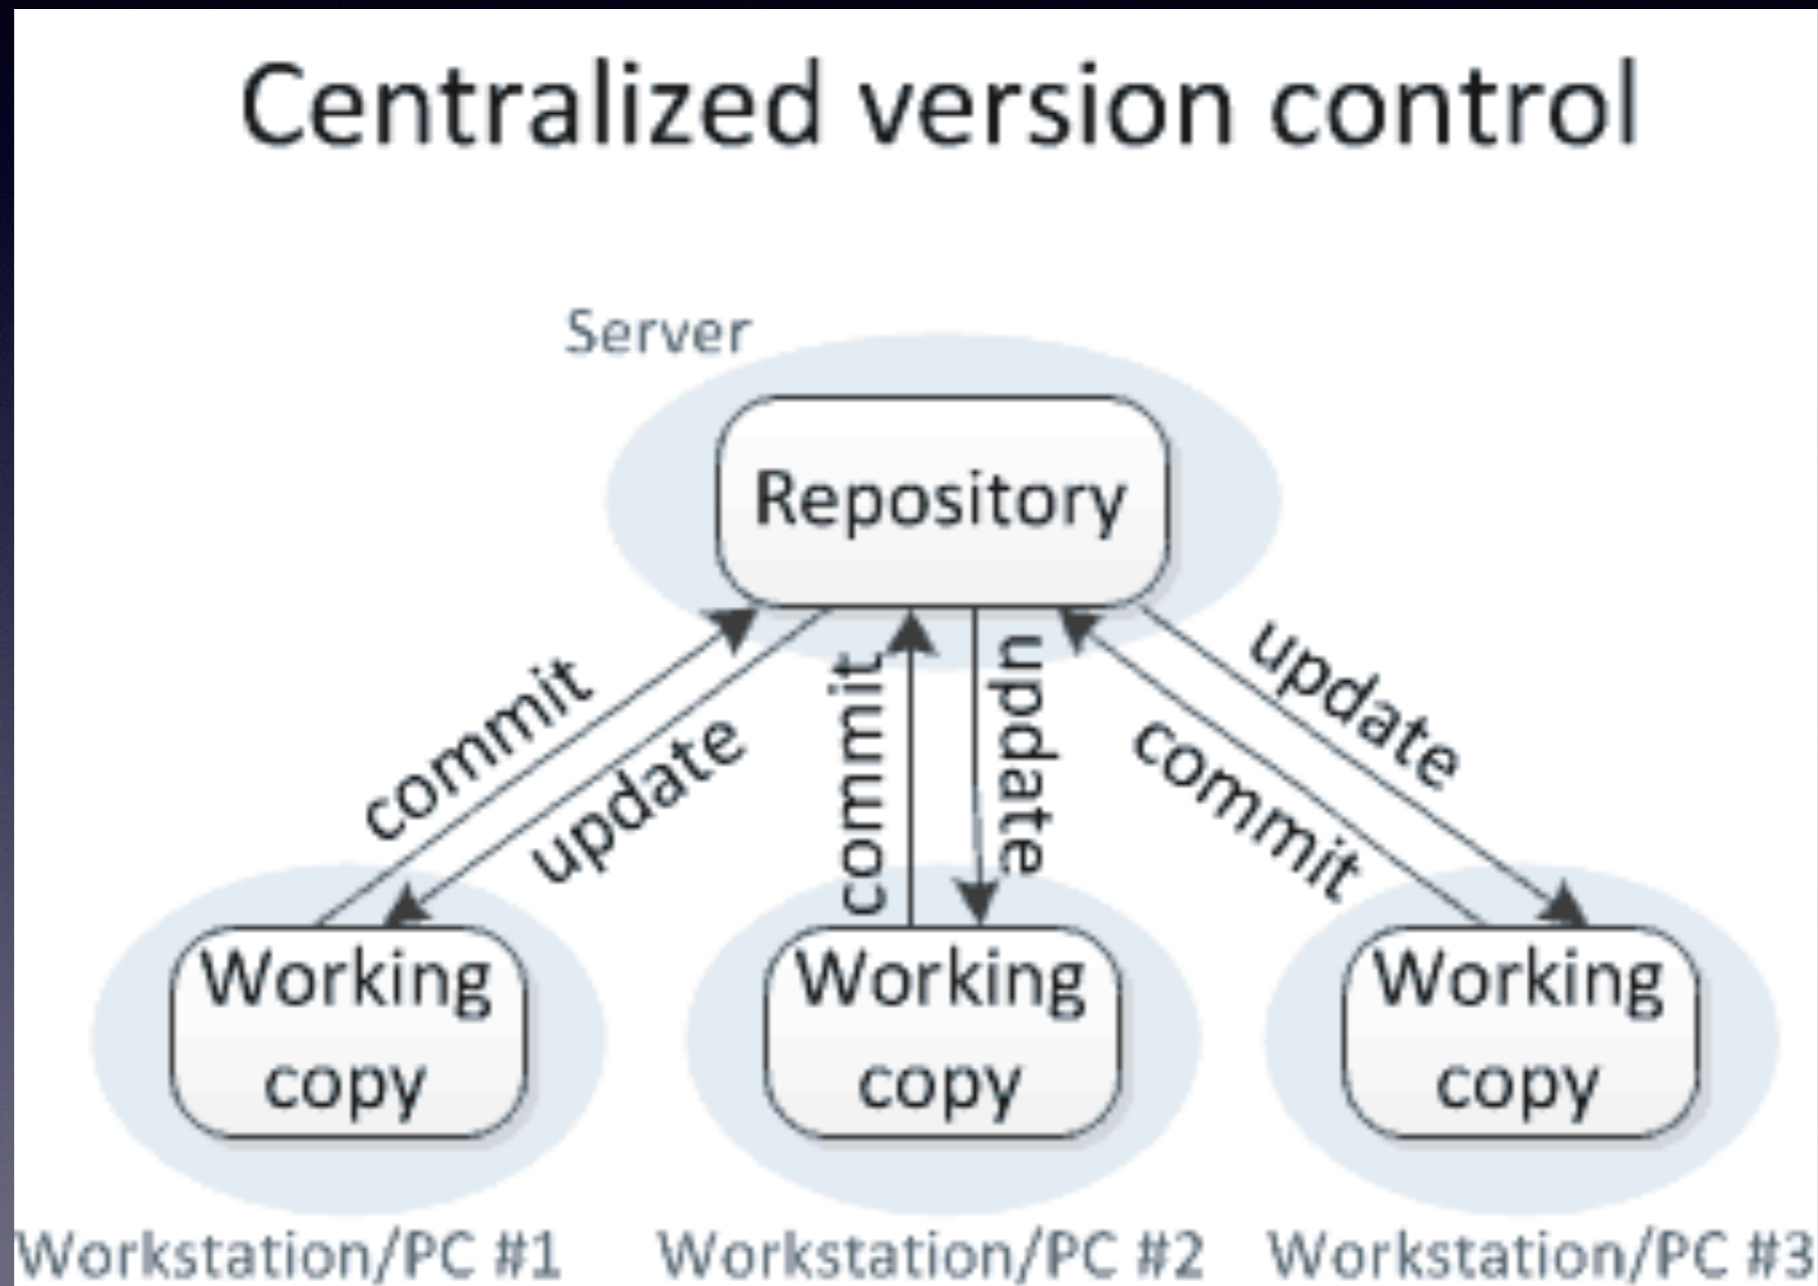 Centralized version control
Server
Repository
commit
update
commit
update
commit
update
Working
copy
Working
copy
Working
copy
Workstation/PC #1
Workstation/PC #2
Workstation/PC #3